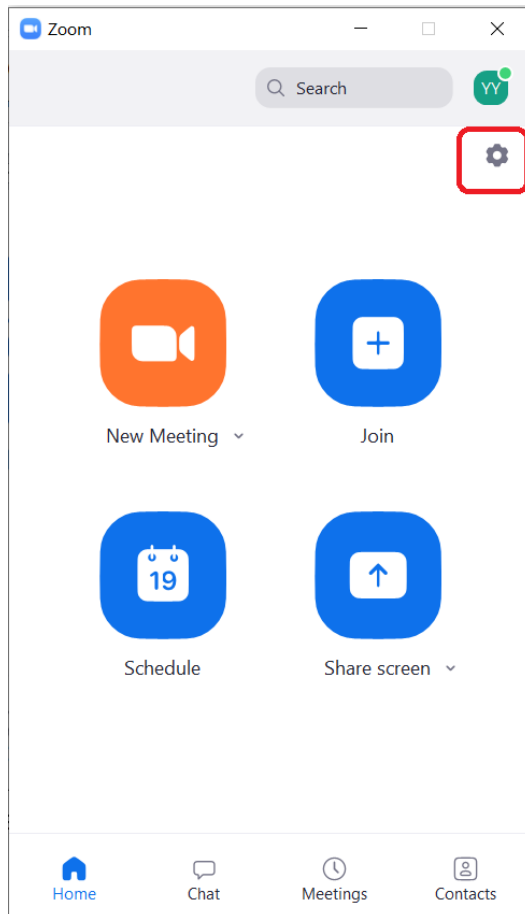 Zoom
Search
YY
New Meeting
Join
19
Schedule
Share screen
Home
Chat
Meetings
Contacts